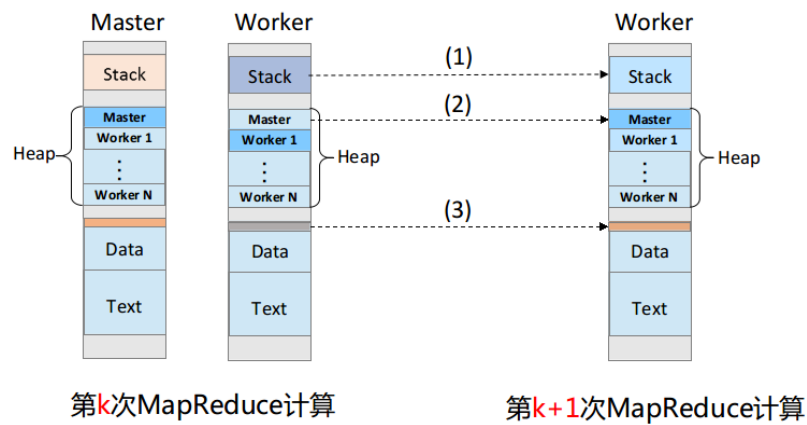 Master
Worker
Worker
Stack
Stack
(1)
Stack
Heap
Master
Worker 1
⋮
Worker N
Master
Worker 1
⋮
Worker N
Heap
(2)
Master
Worker 1
⋮
Worker N
Heap
(3)
Data
Data
Data
Text
Text
Text
第k次MapReduce计算
第k+1次MapReduce计算